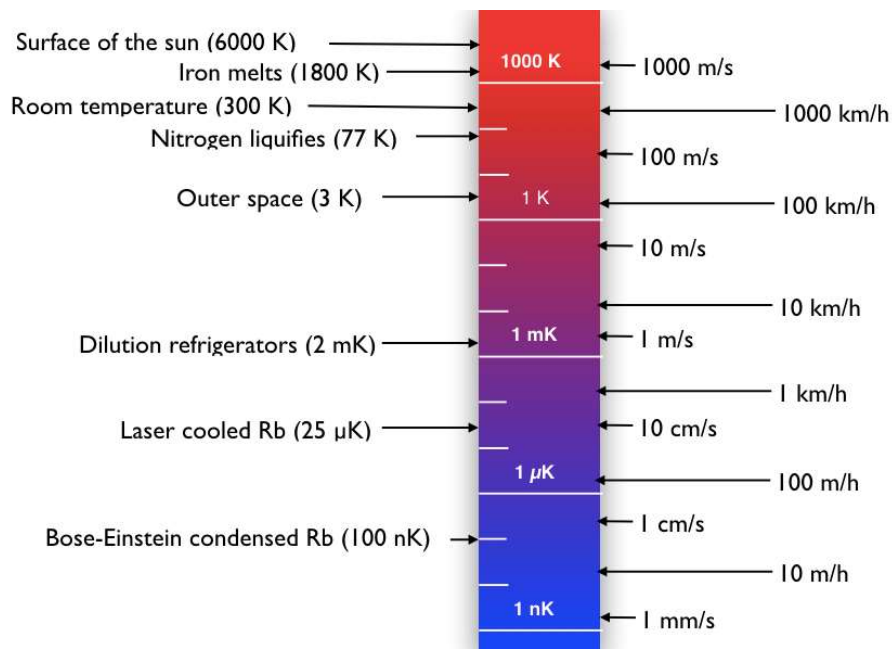 Surface of the sun (6000 K)
Iron melts (1800 K)
Room temperature (300 K)
Nitrogen liquifies (77 K)
Outer space (3 K)
Dilution refrigerators (2 mK)
Laser cooled Rb (25 µK)
Bose-Einstein condensed Rb (100 nK)
1000 K
1 K
1 mK
1 µK
1 nK
1000 m/s
1000 km/h
100 m/s
100 km/h
10 m/s
10 km/h
1 m/s
1 km/h
10 cm/s
100 m/h
1 cm/s
10 m/h
1 mm/s